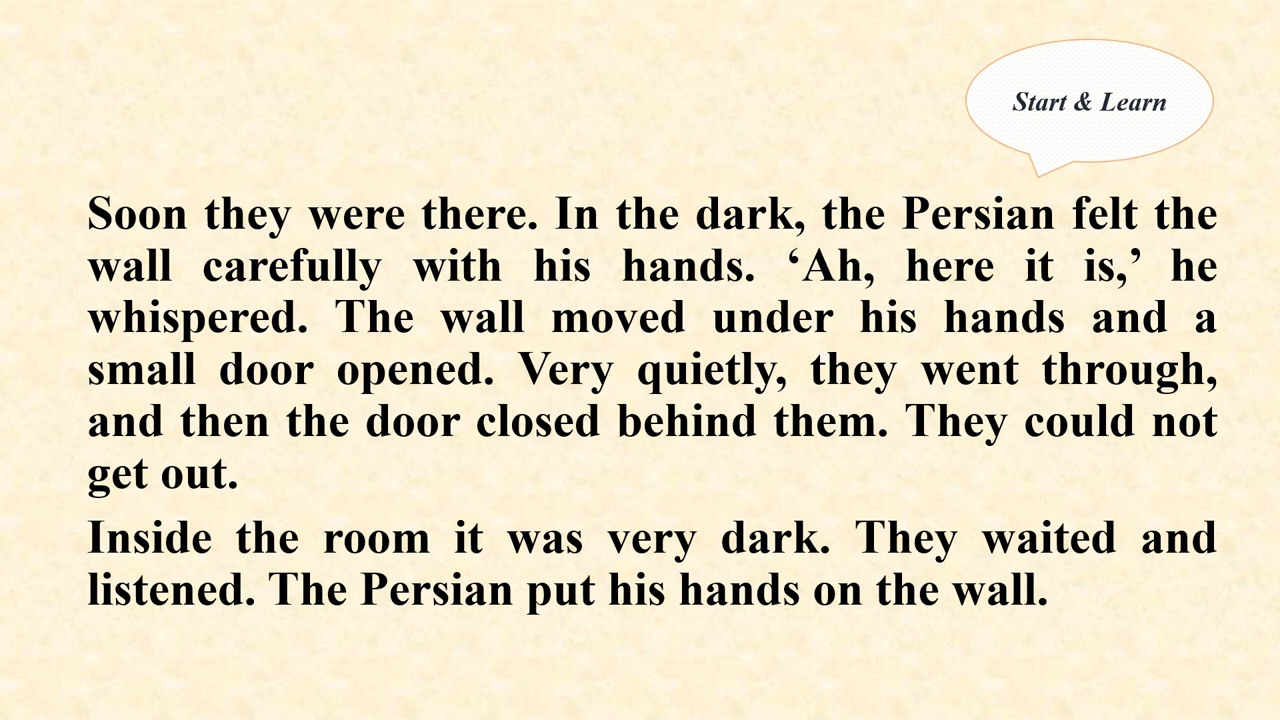 Start & Learn
Soon they were there. In the dark, the Persian felt the
wall carefully with his hands. ‘Ah, here it is,’ he
whispered. The wall moved under his hands and a
small door opened. Very quietly, they went through,
and then the door closed behind them. They could not
get out.
Inside the room it was very dark. They waited and
listened. The Persian put his hands on the wall.